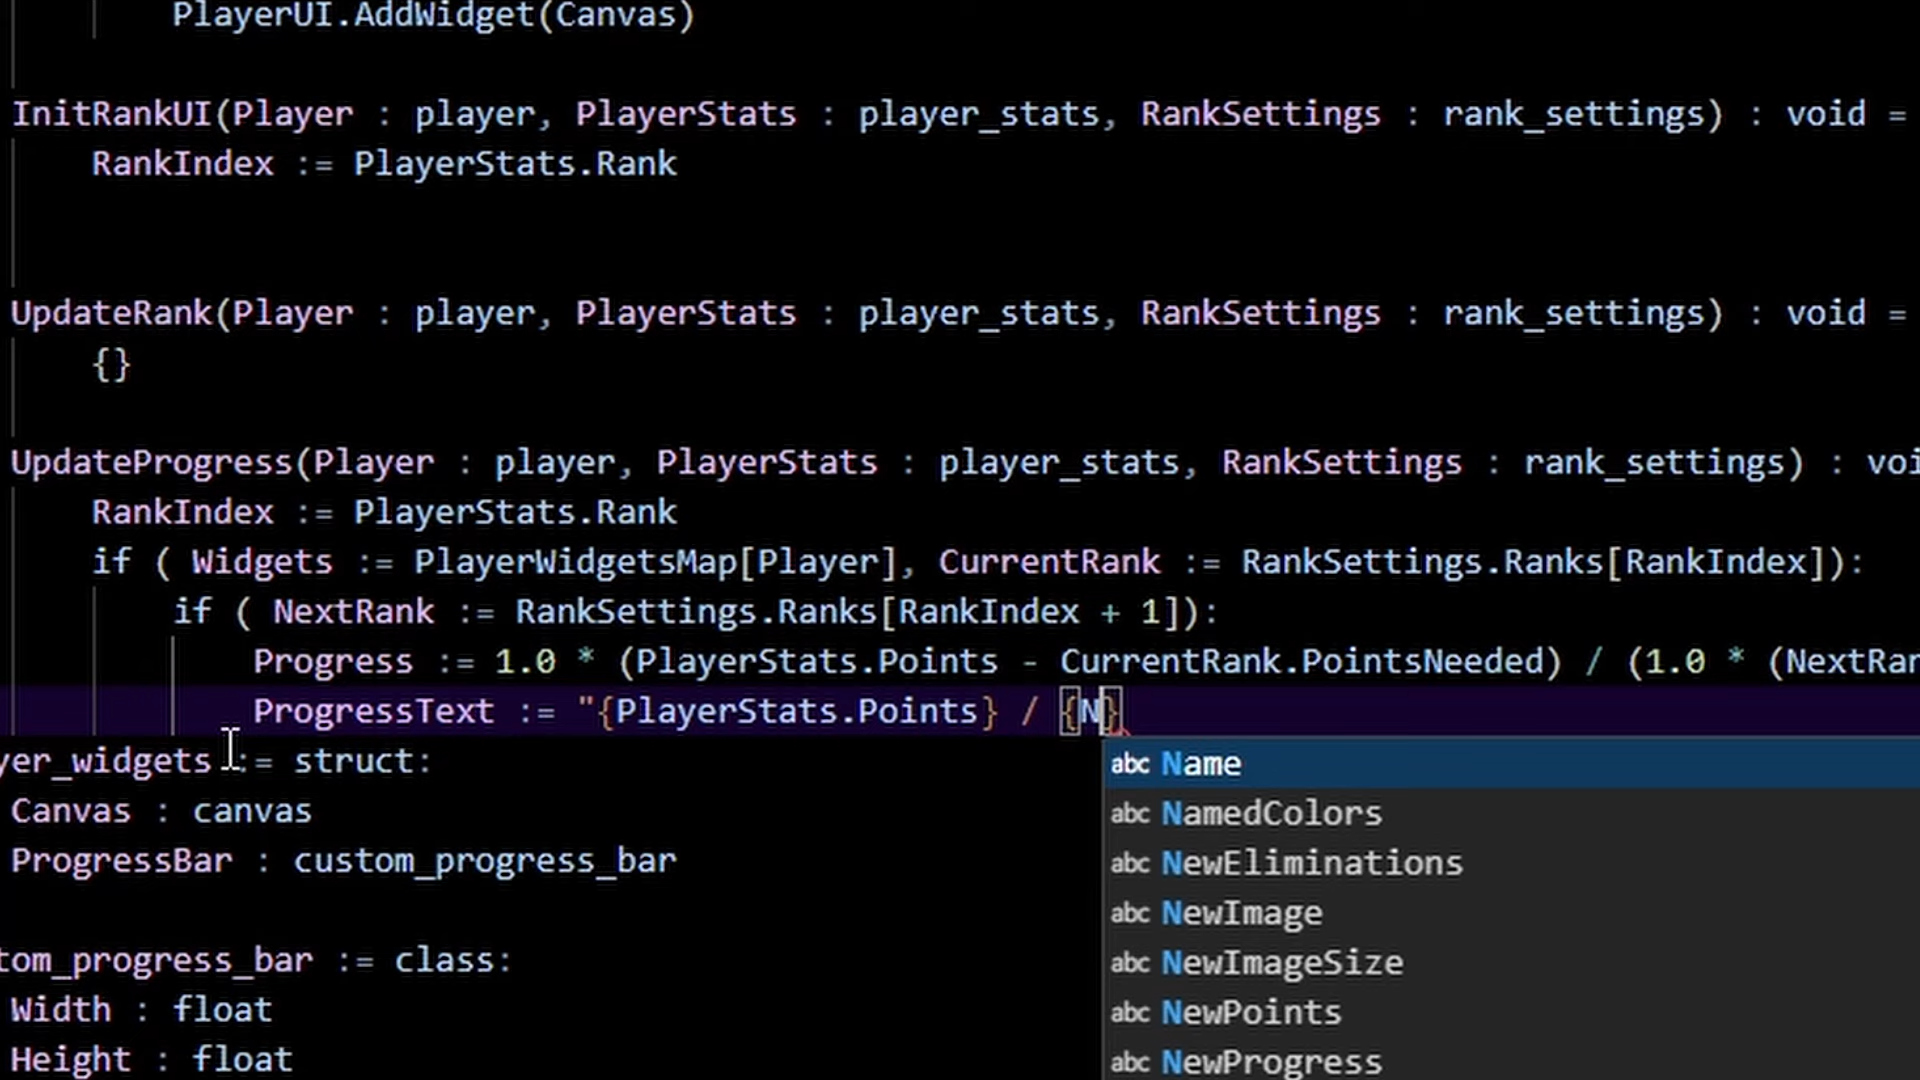 PlayerUI.AddWidget(Canvas)
InitRankUI(Player : player, PlayerStats : player_stats, RankSettings : rank_settings) : void =
RankIndex := PlayerStats.Rank
UpdateRank(Player : player, PlayerStats : player_stats, RankSettings : rank_settings) : void =
{}
UpdateProgress(Player : player, PlayerStats : player_stats, RankSettings : rank_settings) : voi
RankIndex := PlayerStats.Rank
if ( Widgets := PlayerWidgetsMap[Player], CurrentRank := RankSettings.Ranks[RankIndex]):
if ( NextRank := RankSettings.Ranks[RankIndex + 1]):
Progress := 1.0 * (PlayerStats.Points - CurrentRank.PointsNeeded) / (1.0 * (NextRan
ProgressText := "{PlayerStats.Points} / {N}
yer_widgets := struct:
Canvas : canvas
ProgressBar : custom_progress_bar
tom_progress_bar := class:
Width : float
Height : float
abc Name
abc NamedColors
abc NewEliminations
abc NewImage
abc NewImageSize
abc NewPoints
abc NewProgress